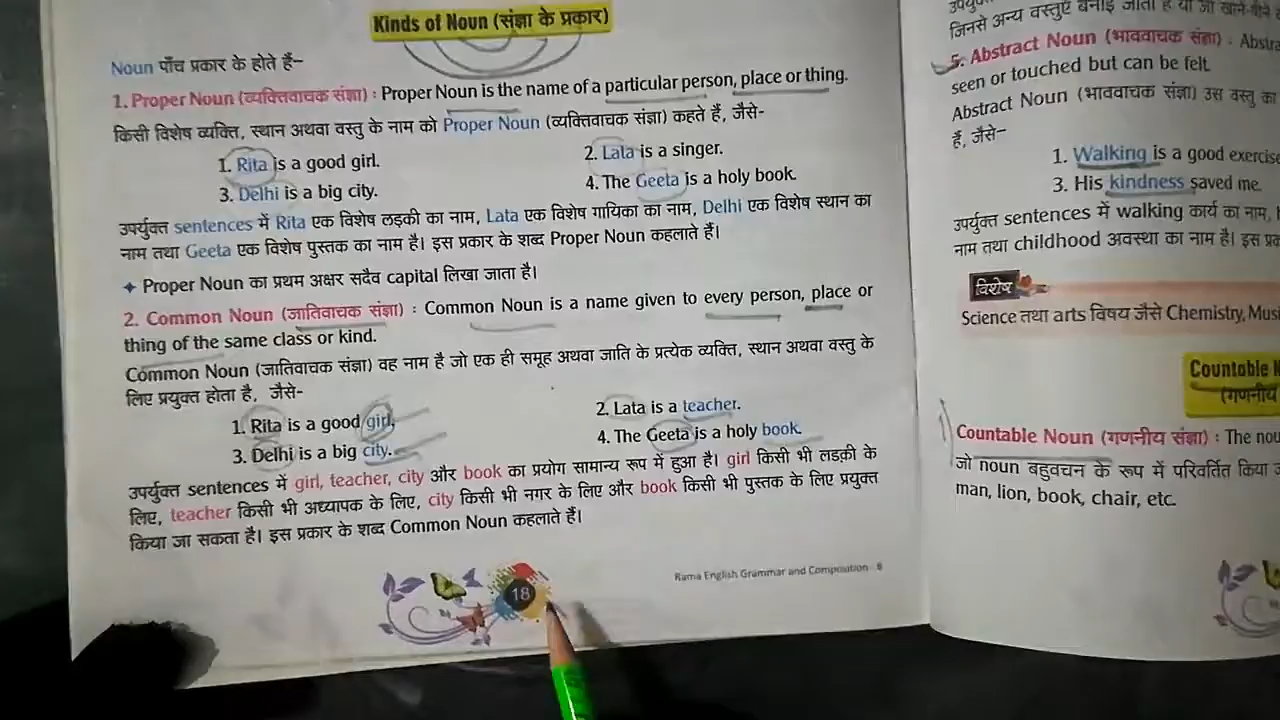 Kinds of Noun (संज्ञा के प्रकार)
Noun पाँच प्रकार के होते हैं–
1. Proper Noun (व्यक्तिवाचक संज्ञा) : Proper Noun is the name of a particular person, place or thing.
किसी विशेष व्यक्ति, स्थान अथवा वस्तु के नाम को Proper Noun (व्यक्तिवाचक संज्ञा) कहते हैं, जैसे-
1. Rita is a good girl.
2. Lata is a singer.
3. Delhi is a big city.
4. The Geeta is a holy book.
उपर्युक्त sentences में Rita एक विशेष लड़की का नाम, Lata एक विशेष गायिका का नाम, Delhi एक विशेष स्थान का
नाम तथा Geeta एक विशेष पुस्तक का नाम है। इस प्रकार के शब्द Proper Noun कहलाते हैं।
✦ Proper Noun का प्रथम अक्षर सदैव capital लिखा जाता है।
2. Common Noun (जातिवाचक संज्ञा) : Common Noun is a name given to every person, place or
thing of the same class or kind.
Common Noun (जातिवाचक संज्ञा) वह नाम है जो एक ही समूह अथवा जाति के प्रत्येक व्यक्ति, स्थान अथवा वस्तु के
लिए प्रयुक्त होता है, जैसे-
1. Rita is a good girl,
2. Lata is a teacher.
3. Delhi is a big city.
4. The Geeta is a holy book.
उपर्युक्त sentences में girl, teacher, city और book का प्रयोग सामान्य रूप में हुआ है। girl किसी भी लडकी के
लिए, teacher किसी भी अध्यापक के लिए, city किसी भी नगर के लिए और book किसी भी पुस्तक के लिए प्रयुक्त
किया जा सकता है। इस प्रकार के शब्द Common Noun कहलाते हैं।
18
Rama English Grammar and Composition - 8
जिनसे अन्य वस्तुएँ बनाई जाती हैं या जो खाने-पीने
5. Abstract Noun (भाववाचक संज्ञा) : Abstra
seen or touched but can be felt.
Abstract Noun (भाववाचक संज्ञा) उस वस्तु का
हैं, जैसे–
1. Walking is a good exercise
3. His kindness saved me.
उपर्युक्त sentences में walking कार्य का नाम,
नाम तथा childhood अवस्था का नाम है। इस
विशेष
Science तथा arts विषय जैसे Chemistry, Musi
Countable N
(गणनीय
Countable Noun (गणनीय संज्ञा) : The nou
जो noun बहुवचन के रूप में परिवर्तित किया
man, lion, book, chair, etc.